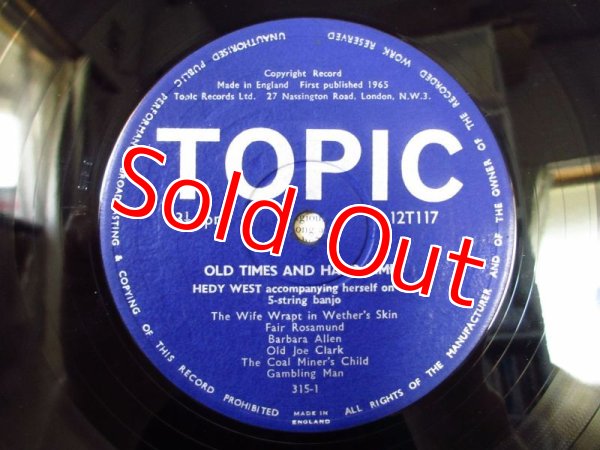 UNAUTHORISED PUBLIC PERFORMANCE BROADCASTING & COPYING OF THIS RECORD PROHIBITED
ALL RIGHTS OF THE MANUFACTURER AND OF THE OWNER OF THE RECORDED WORK RESERVED
Copyright Record
Made in England First published 1965
Topic Records Ltd. 27 Nassington Road, London, N.W.3.
TOPIC
12T117
Sold Out
OLD TIMES AND
HEDY WEST accompanying herself on
5-string banjo
The Wife Wrapt in Wether's Skin
Fair Rosamund
Barbara Allen
Old Joe Clark
The Coal Miner's Child
Gambling Man
315-1
MADE IN
ENGLAND